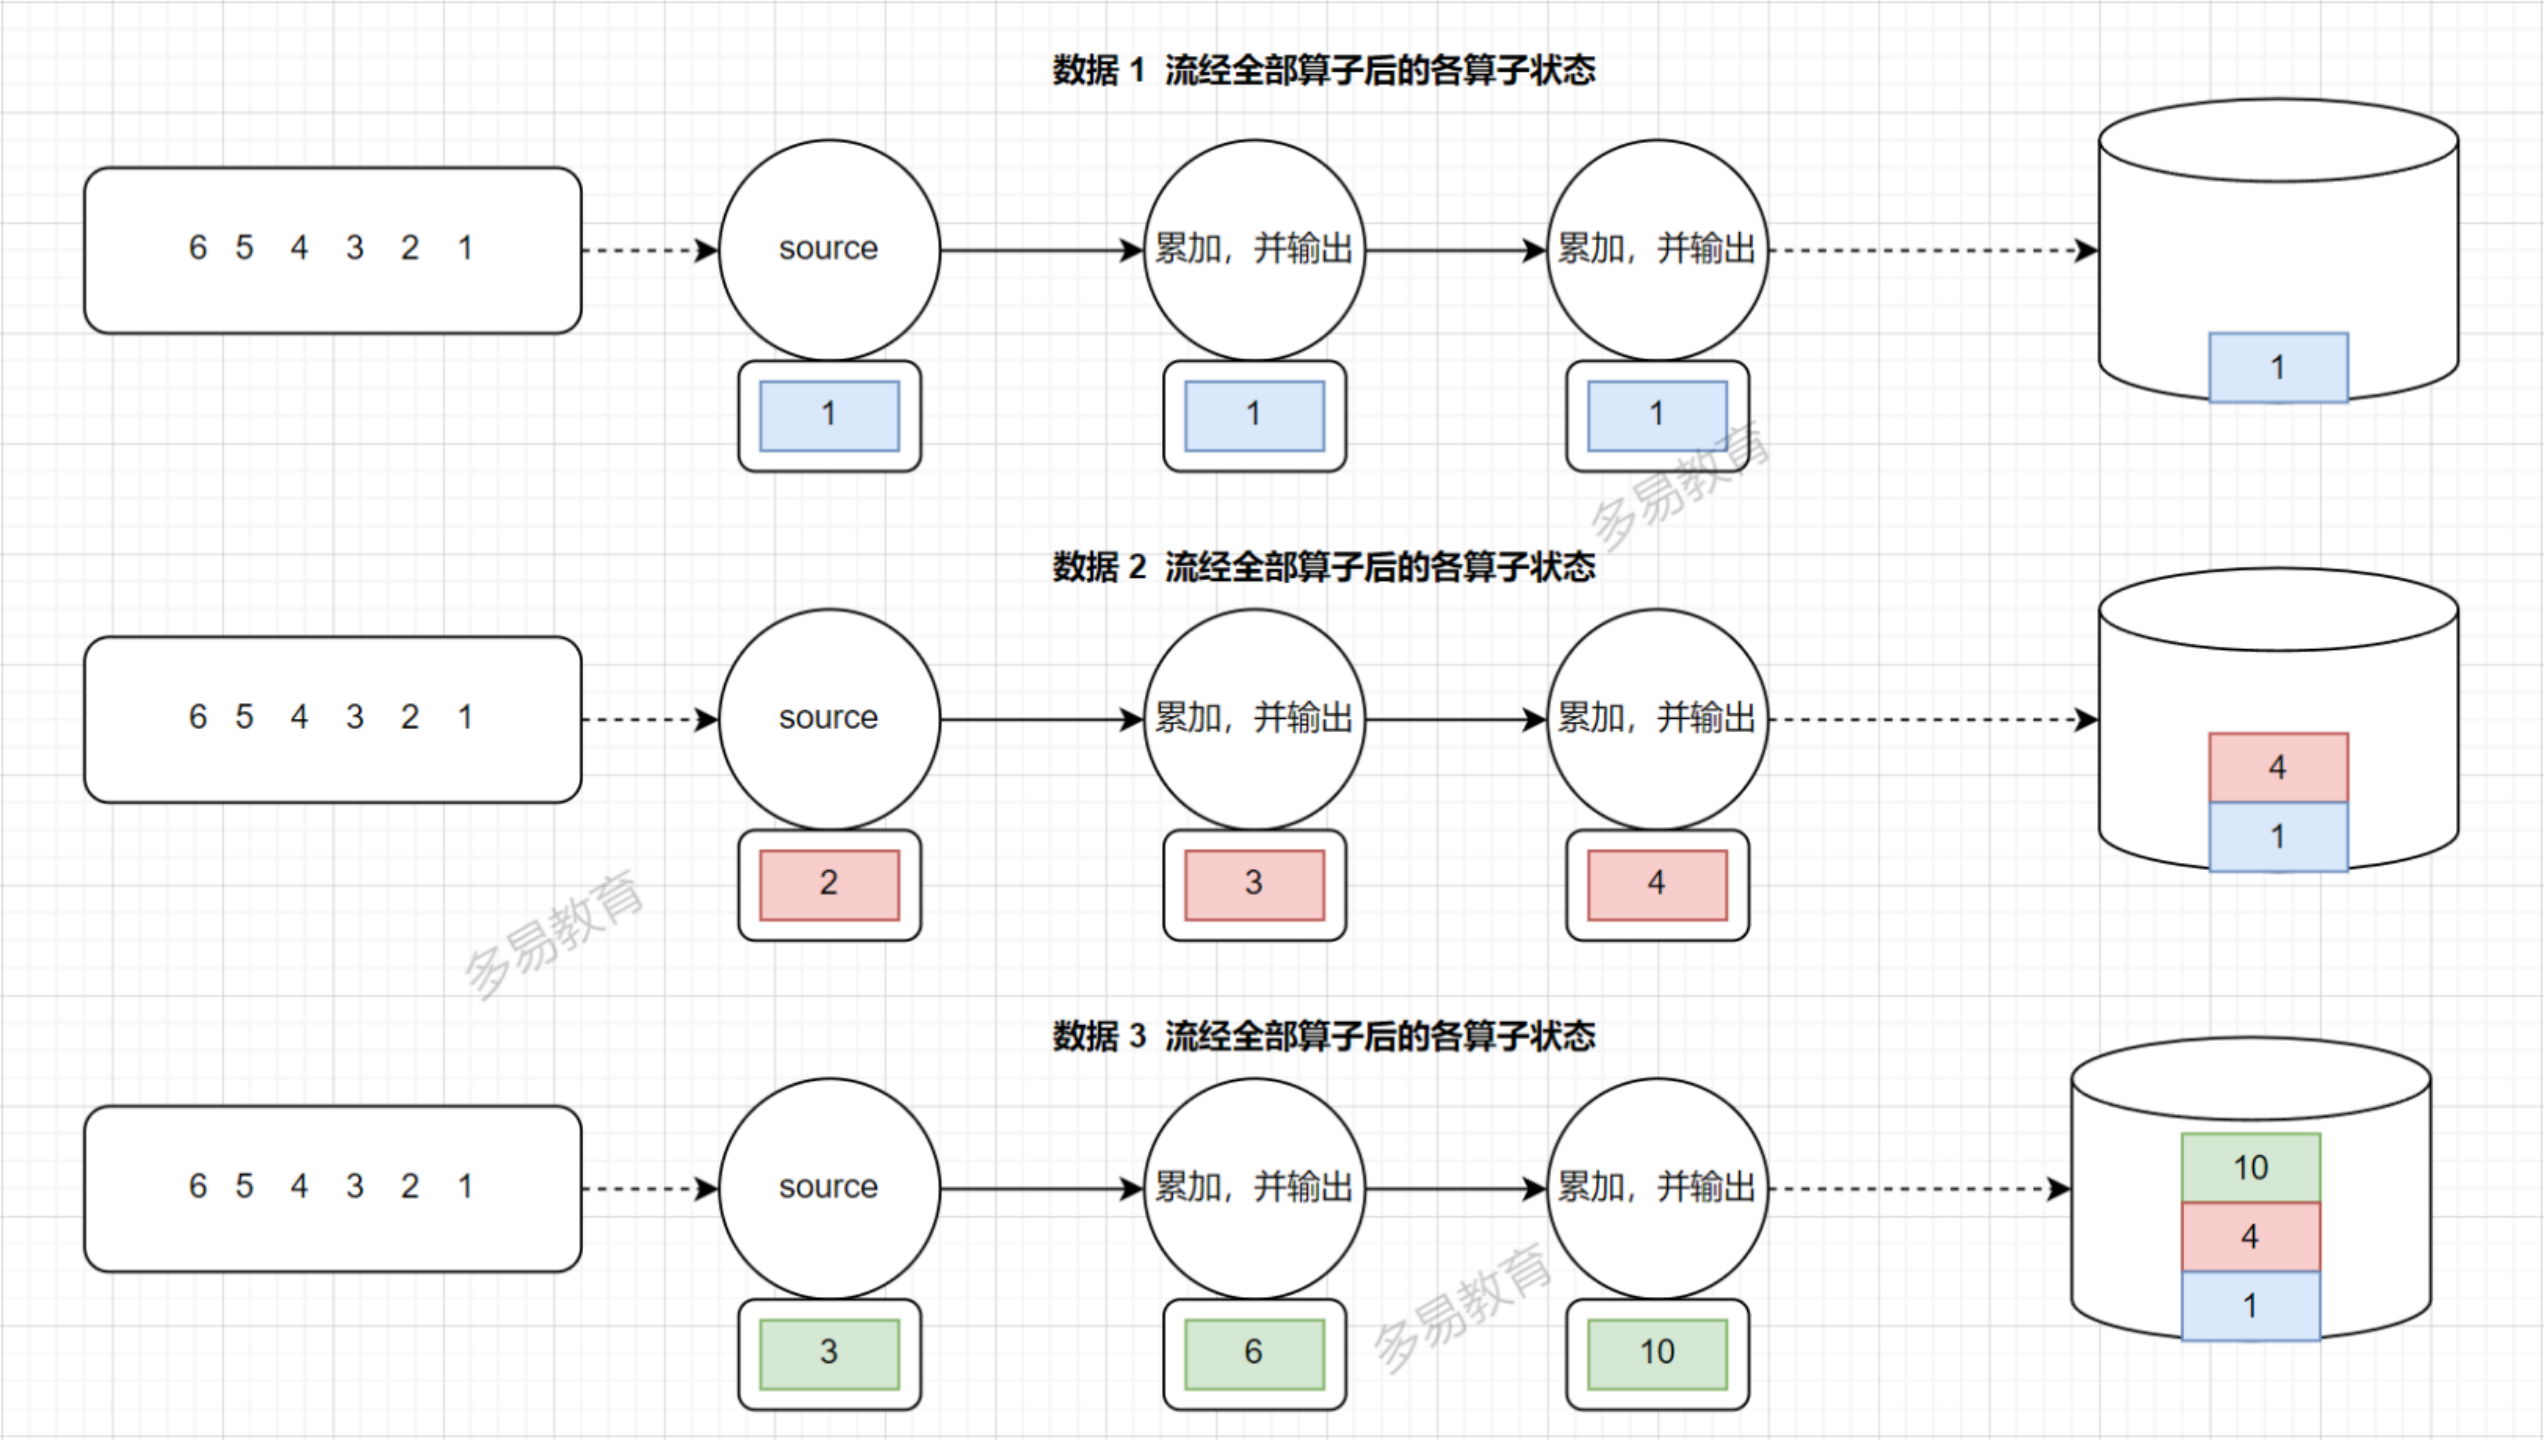 数据 1 流经全部算子后的各算子状态
6 5 4 3 2 1
source
累加，并输出
累加，并输出
1
1
1
1
多易教育
数据 2 流经全部算子后的各算子状态
6 5 4 3 2 1
source
累加，并输出
累加，并输出
4
1
2
3
4
多易教育
数据 3 流经全部算子后的各算子状态
6 5 4 3 2 1
source
累加，并输出
累加，并输出
10
4
1
3
6
10
多易教育